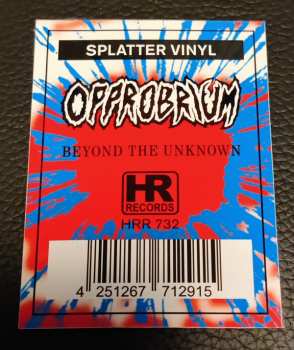 SPLATTER VINYL
OPPROBRIUM
BEYOND THE UNKNOWN
HR
RECORDS
HRR 732
4 251267 712915